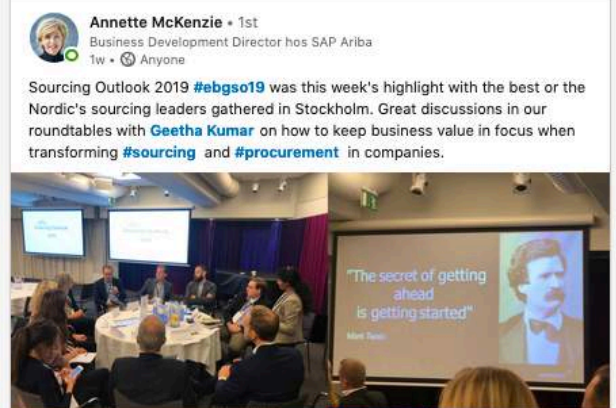 Annette McKenzie • 1st
Business Development Director hos SAP Ariba
1w • Anyone
Sourcing Outlook 2019 #ebgso19 was this week's highlight with the best or the
Nordic's sourcing leaders gathered in Stockholm. Great discussions in our
roundtables with Geetha Kumar on how to keep business value in focus when
transforming #sourcing and #procurement in companies.
"The secret of getting
ahead
is getting started"
Mark Twain